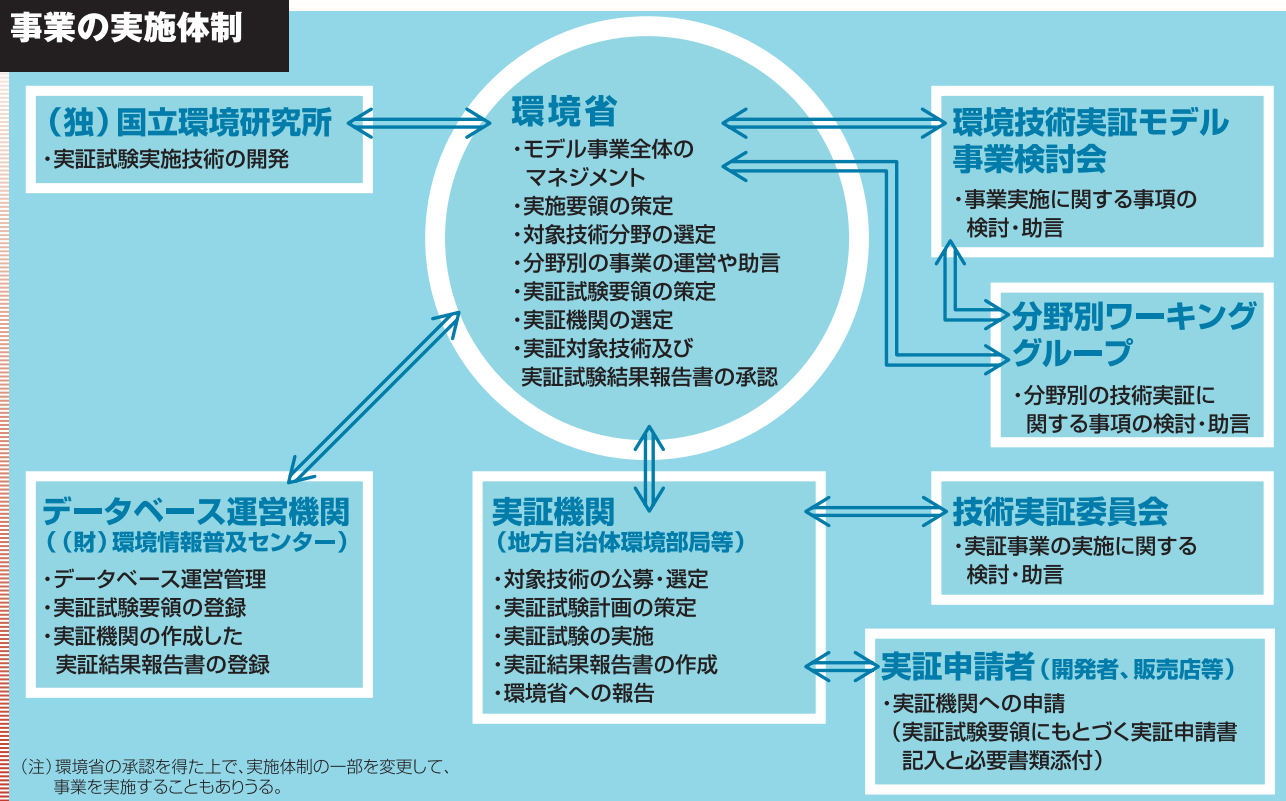 事業の実施体制
（独）国立環境研究所
・実証試験実施技術の開発
環境省
・モデル事業全体の
マネジメント
・実施要領の策定
・対象技術分野の選定
・分野別の事業の運営や助言
・実証試験要領の策定
・実証機関の選定
・実証対象技術及び
実証試験結果報告書の承認
環境技術実証モデル
事業検討会
・事業実施に関する事項の
検討・助言
分野別ワーキング
グループ
・分野別の技術実証に
関する事項の検討・助言
データベース運営機関
（（財）環境情報普及センター）
・データベース運営管理
・実証試験要領の登録
・実証機関の作成した
実証結果報告書の登録
実証機関
（地方自治体環境部局等）
・対象技術の公募・選定
・実証試験計画の策定
・実証試験の実施
・実証結果報告書の作成
・環境省への報告
技術実証委員会
・実証事業の実施に関する
検討・助言
実証申請者（開発者、販売店等）
・実証機関への申請
（実証試験要領にもとづく実証申請書
記入と必要書類添付）
（注）環境省の承認を得た上で、実施体制の一部を変更して、
事業を実施することもありうる。